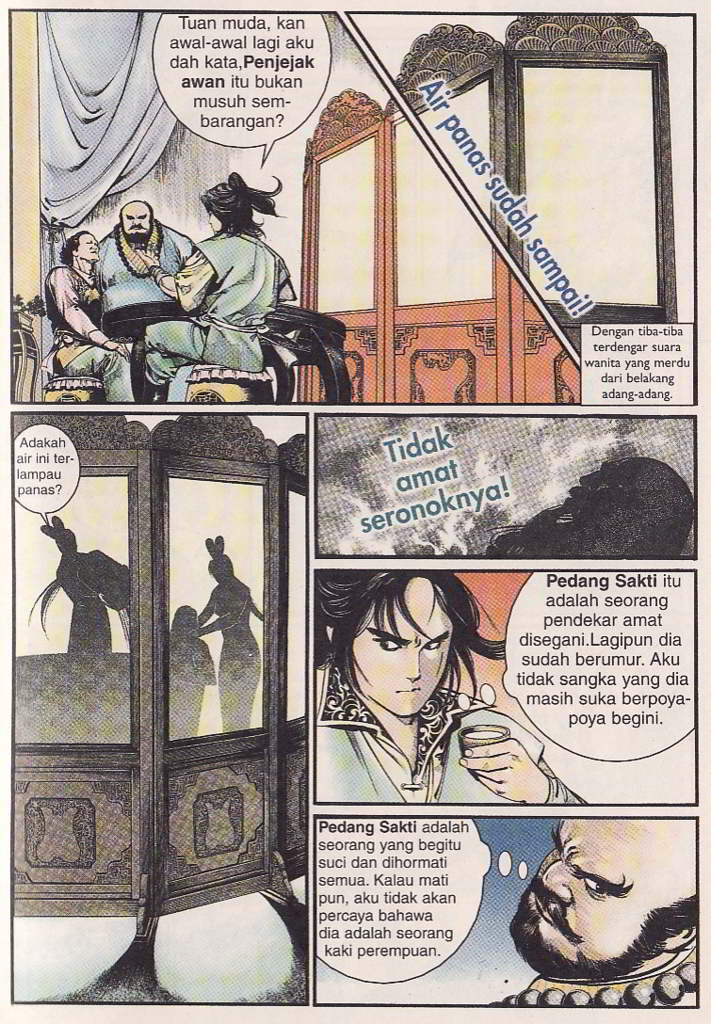 Tuan muda, kan
awal-awal lagi aku
dah kata,Penjejak
awan itu bukan
musuh sem-
barangan?
Air panas sudah sampai!
Dengan tiba-tiba
terdengar suara
wanita yang merdu
dari belakang
adang-adang.
Adakah
air ini ter-
lampau
panas?
Tidak
amat
seronoknya!
Pedang Sakti itu
adalah seorang
pendekar amat
disegani.Lagipun dia
sudah berumur. Aku
tidak sangka yang dia
masih suka berpoya-
poya begini.
Pedang Sakti adalah
seorang yang begitu
suci dan dihormati
semua. Kalau mati
pun, aku tidak akan
percaya bahawa
dia adalah seorang
kaki perempuan.